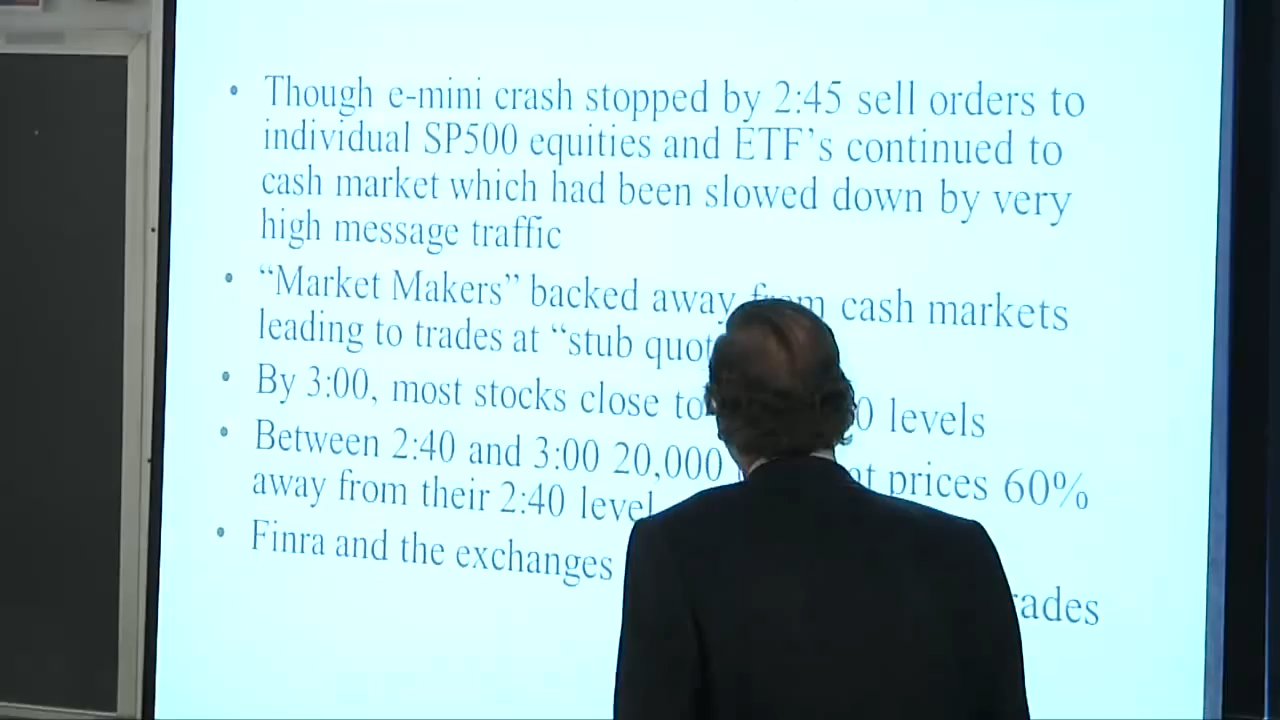 • Though e-mini crash stopped by 2:45 sell orders to
individual SP500 equities and ETF's continued to
cash market which had been slowed down by very
high message traffic
• “Market Makers” backed away from cash markets
leading to trades at “stub
• By 3:00, most stocks close to levels
• Between 2:40 and 3:00 20,000 at prices 60%
away from their 2:40 level
• Finra and the exchanges